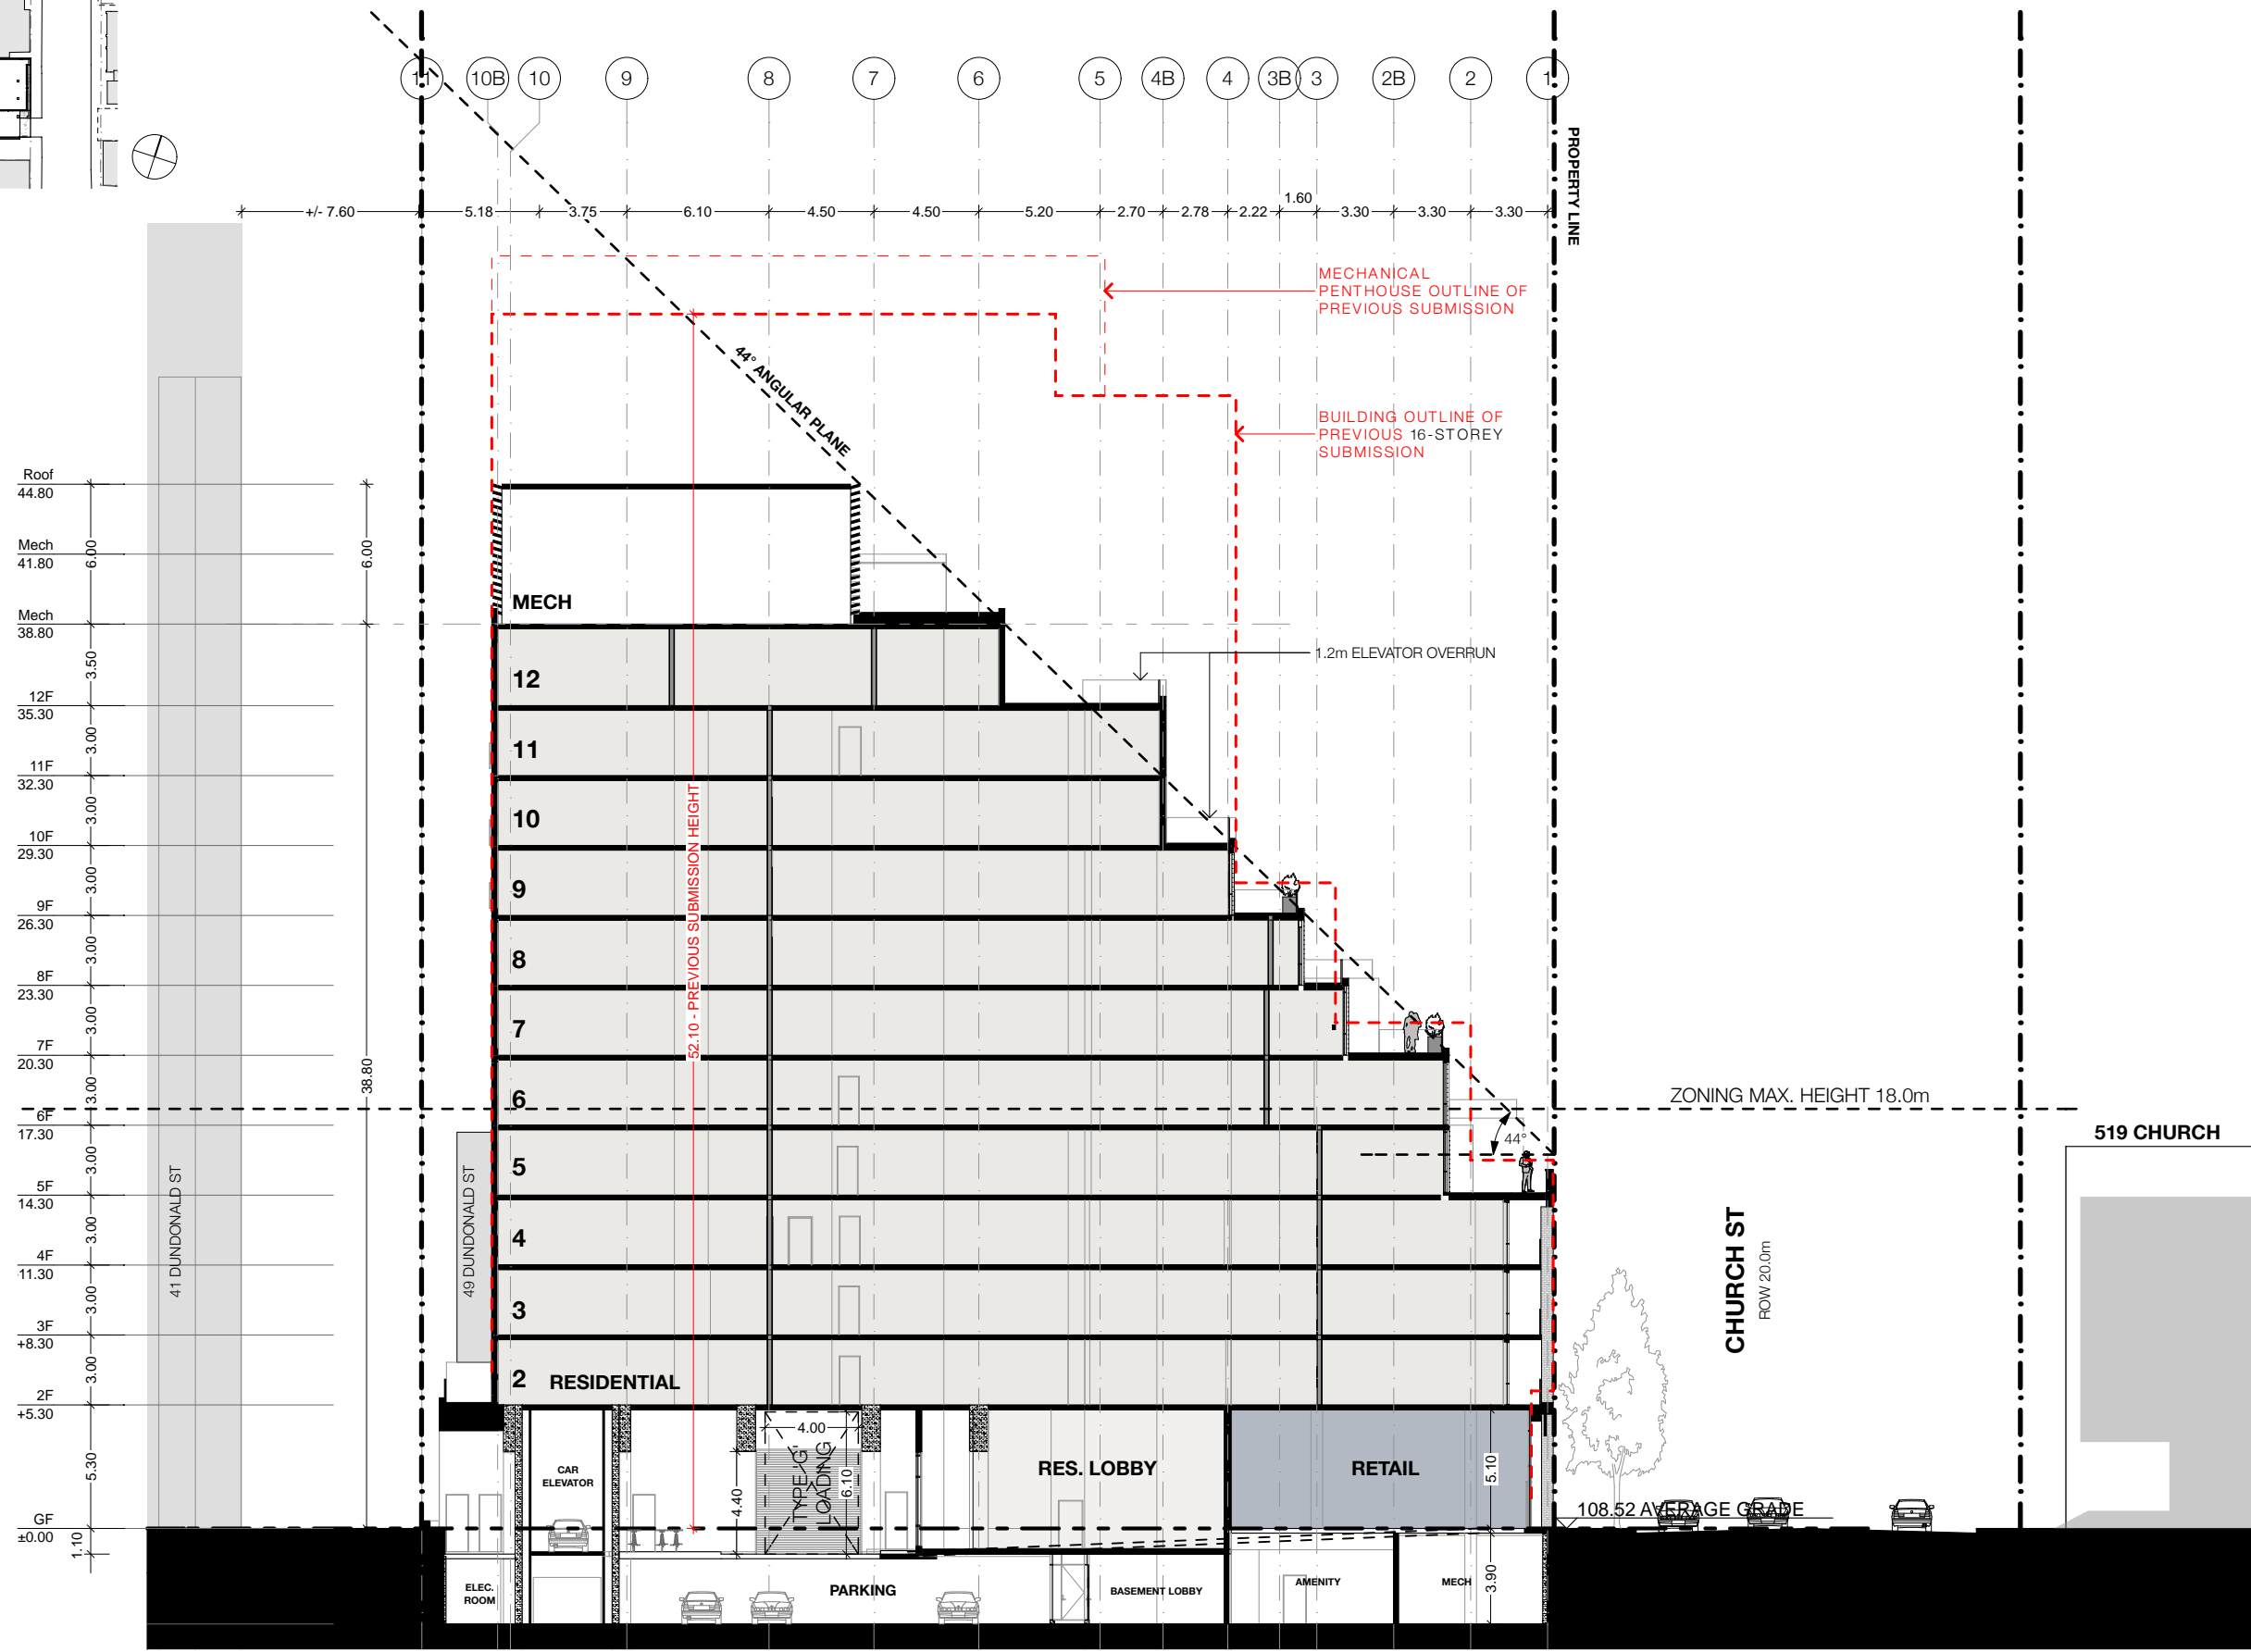 11 10B 10 9 8 7 6 5 4B 4 3B 3 2B 2 1
PROPERTY LINE
+/- 7.60 5.18 3.75 6.10 4.50 4.50 5.20 2.70 2.78 2.22 1.60 3.30 3.30 3.30
MECHANICAL
PENTHOUSE OUTLINE OF
PREVIOUS SUBMISSION
44° ANGULAR PLANE
BUILDING OUTLINE OF
PREVIOUS 16-STOREY
SUBMISSION
Roof
44.80
Mech
41.80
6.00
6.00
Mech
38.80
MECH
1.2m ELEVATOR OVERRUN
3.50
12
12F
35.30
3.00
11
11F
32.30
3.00
10
10F
29.30
3.00
9
9F
26.30
3.00
8
8F
23.30
3.00
7
7F
20.30
3.00
6
38.80
52.10 - PREVIOUS SUBMISSION HEIGHT
ZONING MAX. HEIGHT 18.0m
6F
17.30
44°
519 CHURCH
3.00
5
41 DUNDONALD ST
49 DUNDONALD ST
5F
14.30
3.00
4
CHURCH ST
ROW 20.0m
4F
11.30
3.00
3
3F
+8.30
3.00
2 RESIDENTIAL
2F
+5.30
5.30
4.00
CAR
ELEVATOR
TYPE 'G'
LOADING
4.40
6.10
RES. LOBBY
RETAIL
5.10
108.52 AVERAGE GRADE
GF
±0.00
1.10
ELEC.
ROOM
PARKING
BASEMENT LOBBY
AMENITY
MECH
3.90